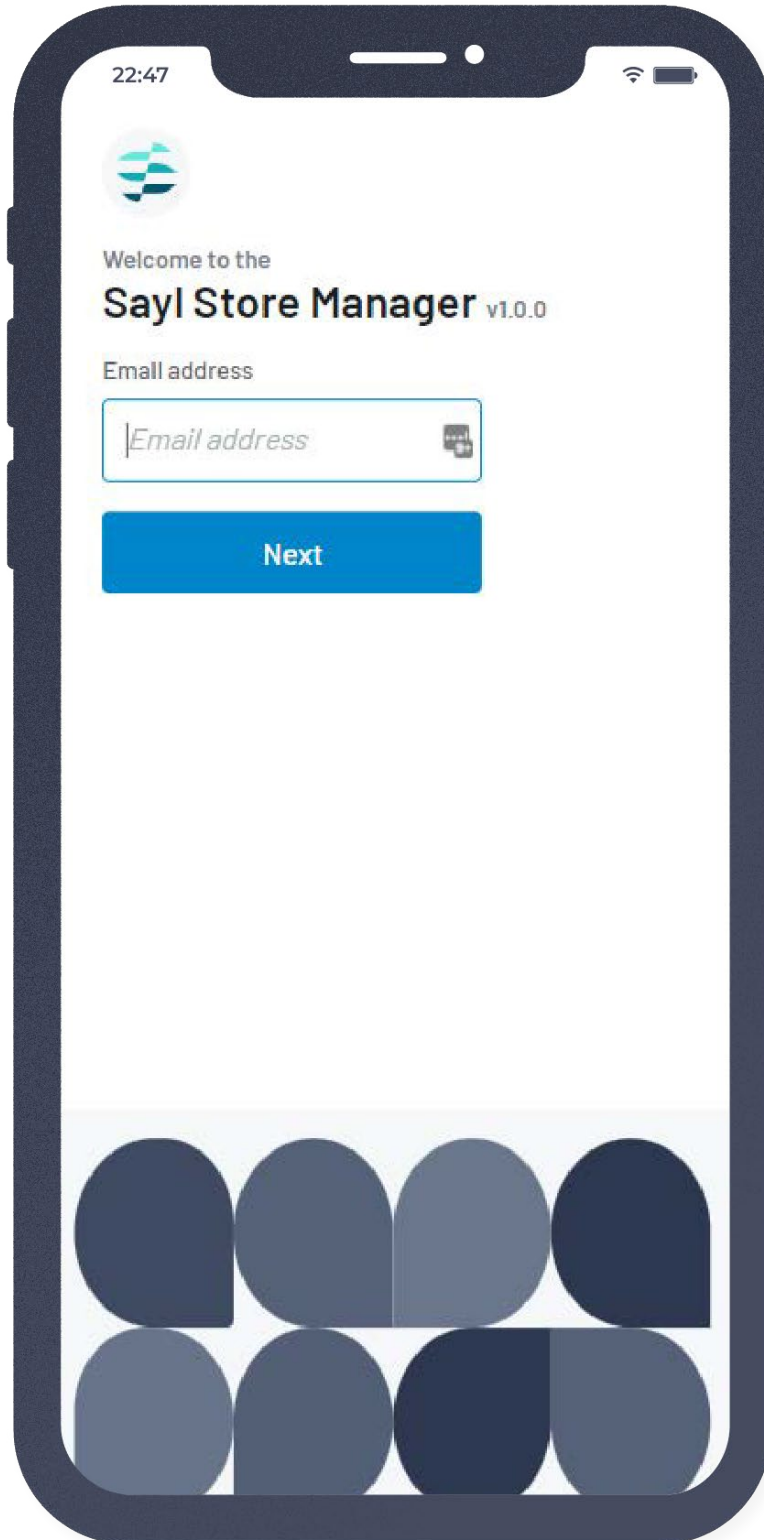 22:47
Welcome to the
Sayl Store Manager v1.0.0
Email address
Email address
Next